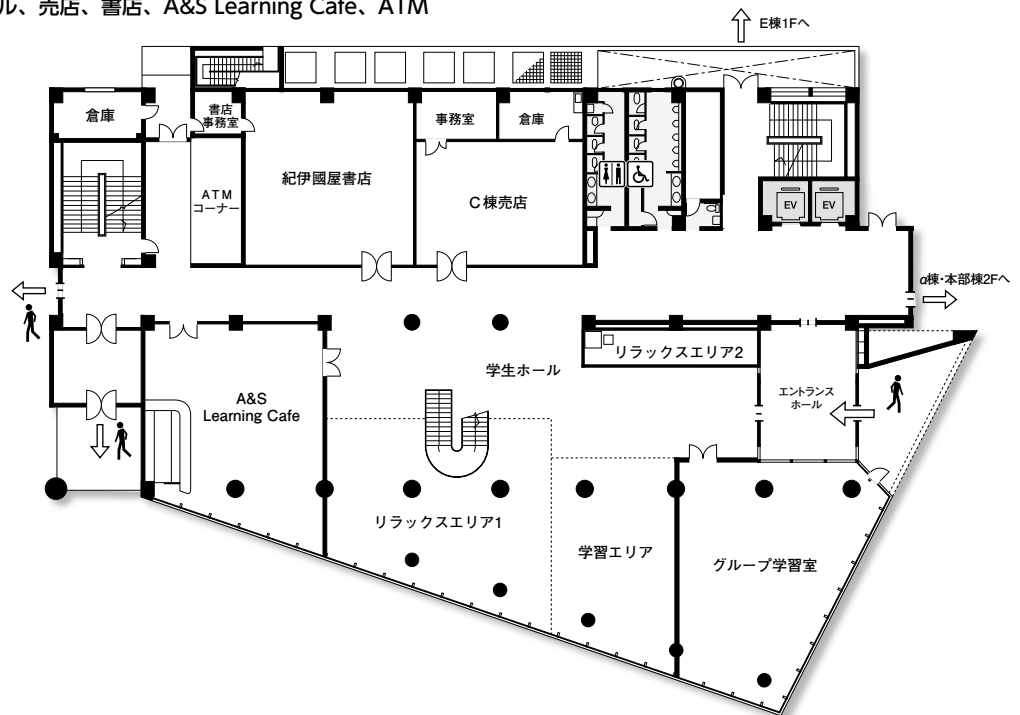 ル、売店、書店、A&S Learning Cafe、ATM
E棟1Fへ
倉庫
書店
事務室
事務室
倉庫
紀伊國屋書店
ATM
コーナー
C棟売店
EV
EV
α棟・本部棟2Fへ
リラックスエリア2
学生ホール
エントランス
ホール
A&S
Learning Cafe
リラックスエリア1
学習エリア
グループ学習室